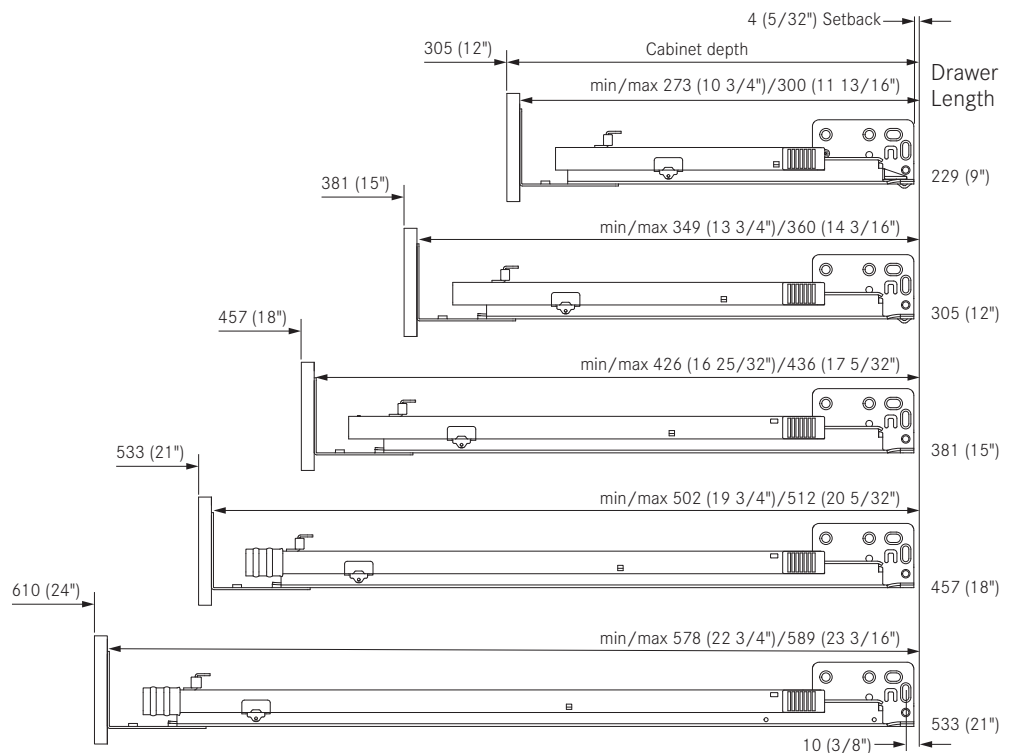 4 (5/32") Setback
305 (12")
Cabinet depth
min/max 273 (10 3/4")/300 (11 13/16")
Drawer
Length
229 (9")
381 (15")
min/max 349 (13 3/4")/360 (14 3/16")
305 (12")
457 (18")
min/max 426 (16 25/32")/436 (17 5/32")
381 (15")
533 (21")
min/max 502 (19 3/4")/512 (20 5/32")
457 (18")
610 (24")
min/max 578 (22 3/4")/589 (23 3/16")
533 (21")
10 (3/8")